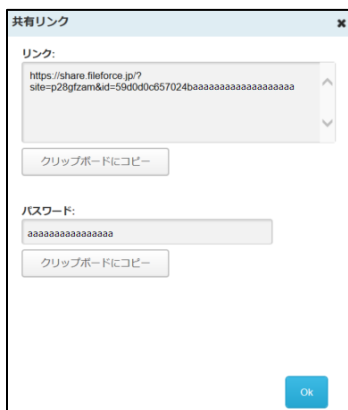 共有リンク
リンク:
https://share.fileforce.jp/?
site=p28gfzam&id=59d0d0c657024baaaaaaaaaaaaaaaaaaa
クリップボードにコピー
パスワード:
aaaaaaaaaaaaaaaa
クリップボードにコピー
Ok